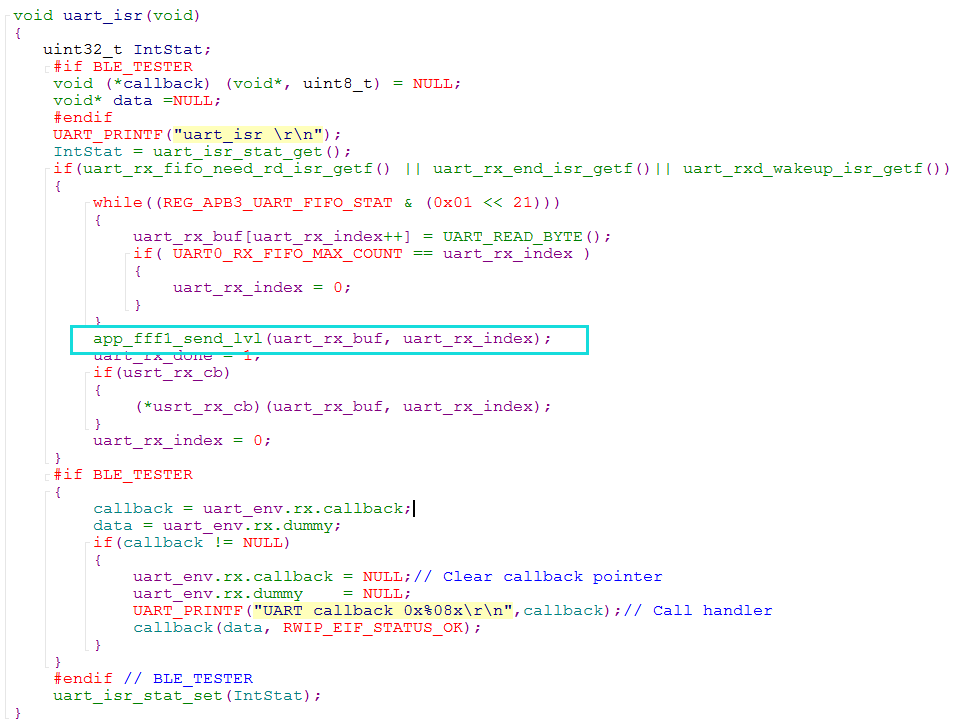 void uart_isr(void)
{
uint32_t IntStat;
#if BLE_TESTER
void (*callback) (void*, uint8_t) = NULL;
void* data =NULL;
#endif
UART_PRINTF("uart_isr \r\n");
IntStat = uart_isr_stat_get();
if(uart_rx_fifo_need_rd_isr_getf() || uart_rx_end_isr_getf()|| uart_rxd_wakeup_isr_getf())
{
while((REG_APB3_UART_FIFO_STAT & (0x01 << 21)))
{
uart_rx_buf[uart_rx_index++] = UART_READ_BYTE();
if( UART0_RX_FIFO_MAX_COUNT == uart_rx_index )
{
uart_rx_index = 0;
}
}
app_fff1_send_lvl(uart_rx_buf, uart_rx_index);
uart_rx_done = 1;
if(usrt_rx_cb)
{
(*usrt_rx_cb)(uart_rx_buf, uart_rx_index);
}
uart_rx_index = 0;
}
#if BLE_TESTER
{
callback = uart_env.rx.callback;
data = uart_env.rx.dummy;
if(callback != NULL)
{
uart_env.rx.callback = NULL;// Clear callback pointer
uart_env.rx.dummy    = NULL;
UART_PRINTF("UART callback 0x%08x\r\n",callback);// Call handler
callback(data, RWIP_EIF_STATUS_OK);
}
}
#endif // BLE_TESTER
uart_isr_stat_set(IntStat);
}